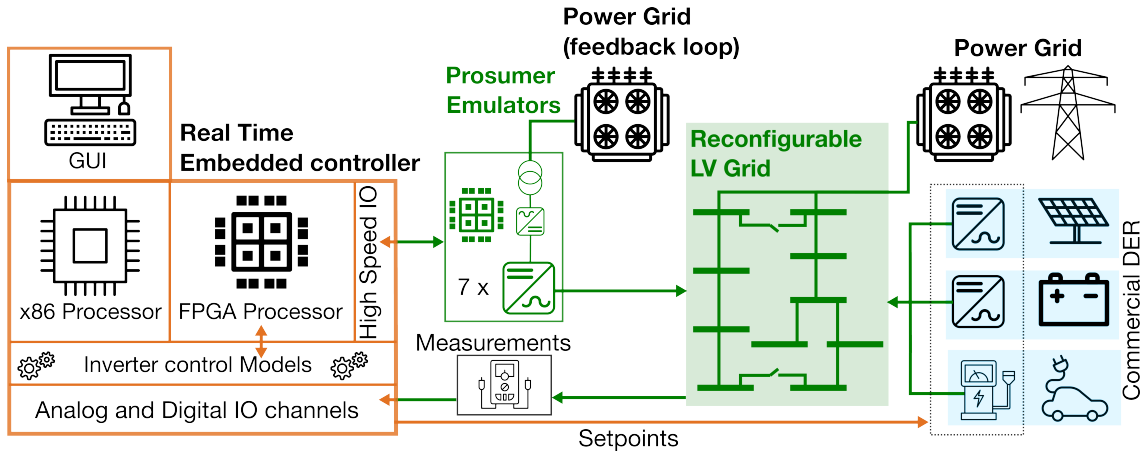 Power Grid
(feedback loop)
Power Grid
Prosumer
Emulators
GUI
Real Time
Embedded controller
Reconfigurable
LV Grid
High Speed IO
7 x
x86 Processor
FPGA Processor
Commercial DER
Measurements
Inverter control Models
Analog and Digital IO channels
Setpoints